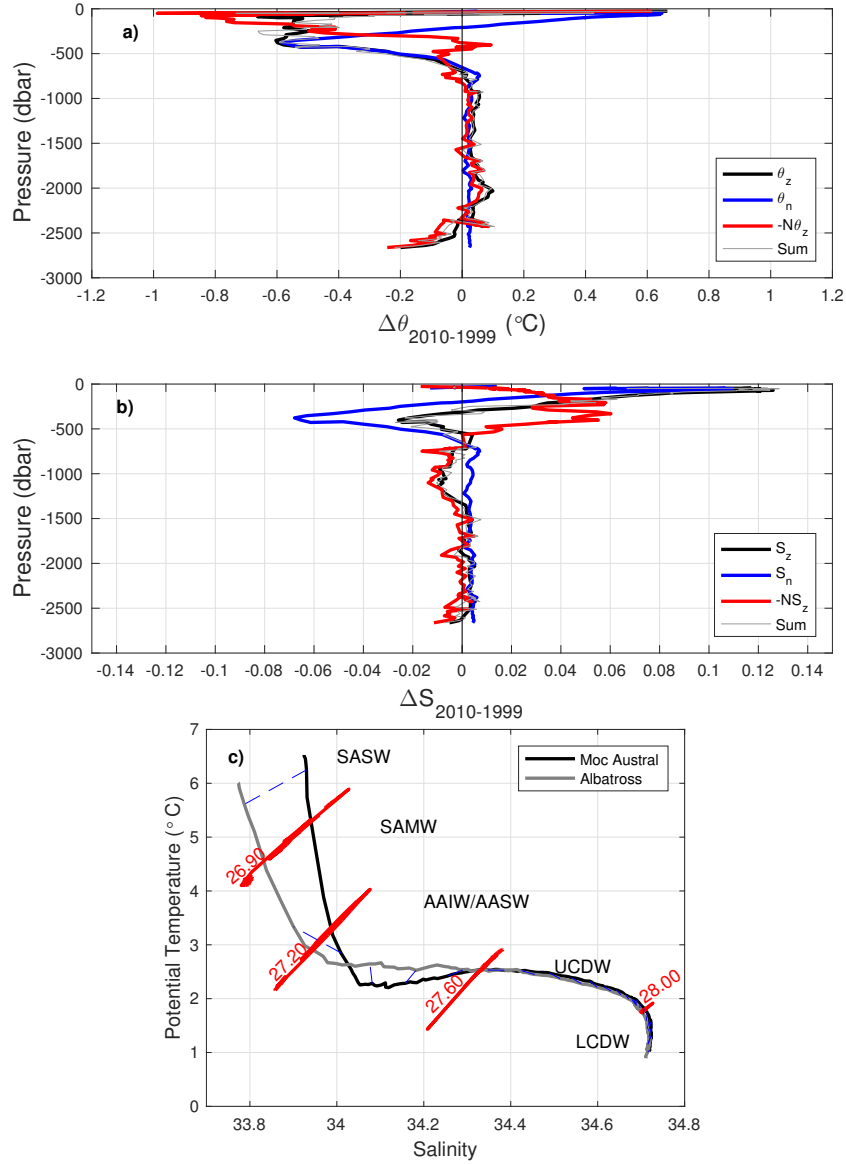 a)
0
-500
-1000
-1500
-2000
-2500
-3000
Pressure (dbar)
-1.2 -1 -0.8 -0.6 -0.4 -0.2 0 0.2 0.4 0.6 0.8 1 1.2
Δθ2010-1999 (°C)
θz
θn
-Nθz
Sum
b)
0
-500
-1000
-1500
-2000
-2500
-3000
Pressure (dbar)
-0.14 -0.12 -0.1 -0.08 -0.06 -0.04 -0.02 0 0.02 0.04 0.06 0.08 0.1 0.12 0.14
ΔS2010-1999
Sz
Sn
-NSz
Sum
c)
7
6
5
4
3
2
1
0
Potential Temperature (°C)
33.8 34 34.2 34.4 34.6 34.8
Salinity
Moc Austral
Albatross
SASW
SAMW
AAIW/AASW
UCDW
LCDW
26.90
27.20
27.60
28.00